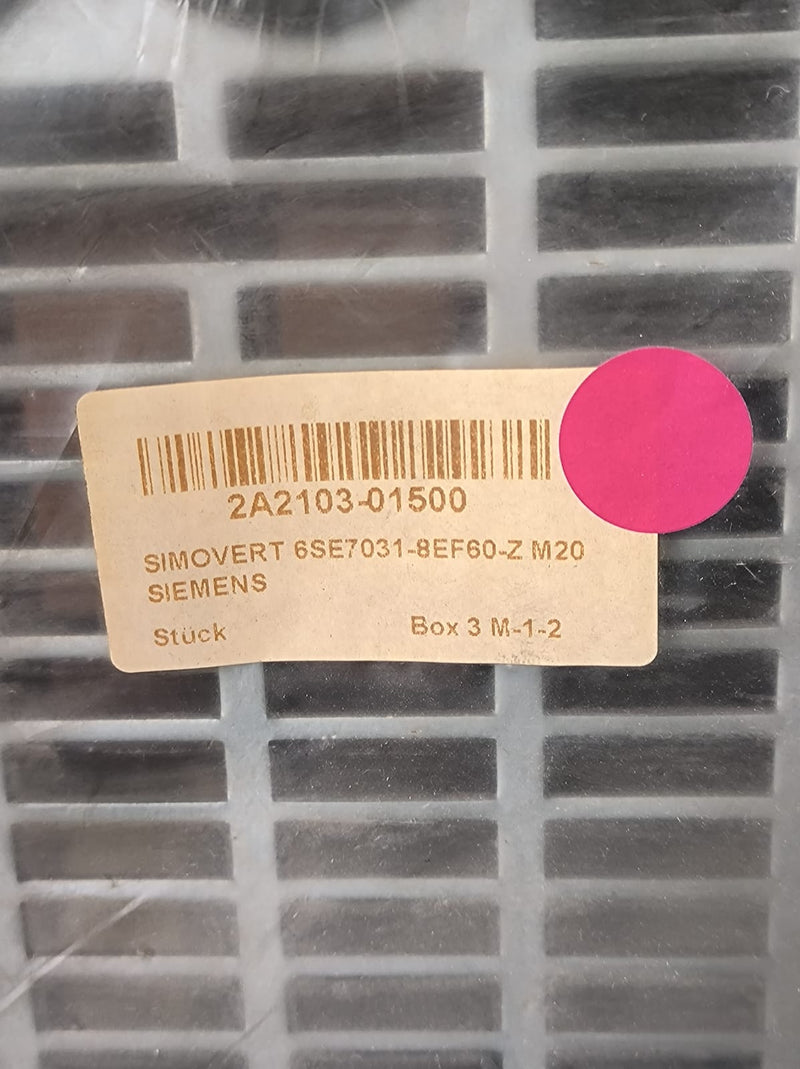 2A2103-01500
SIMOVERT 6SE7031-8EF60-Z M20
SIEMENS
Stück
Box 3 M-1-2